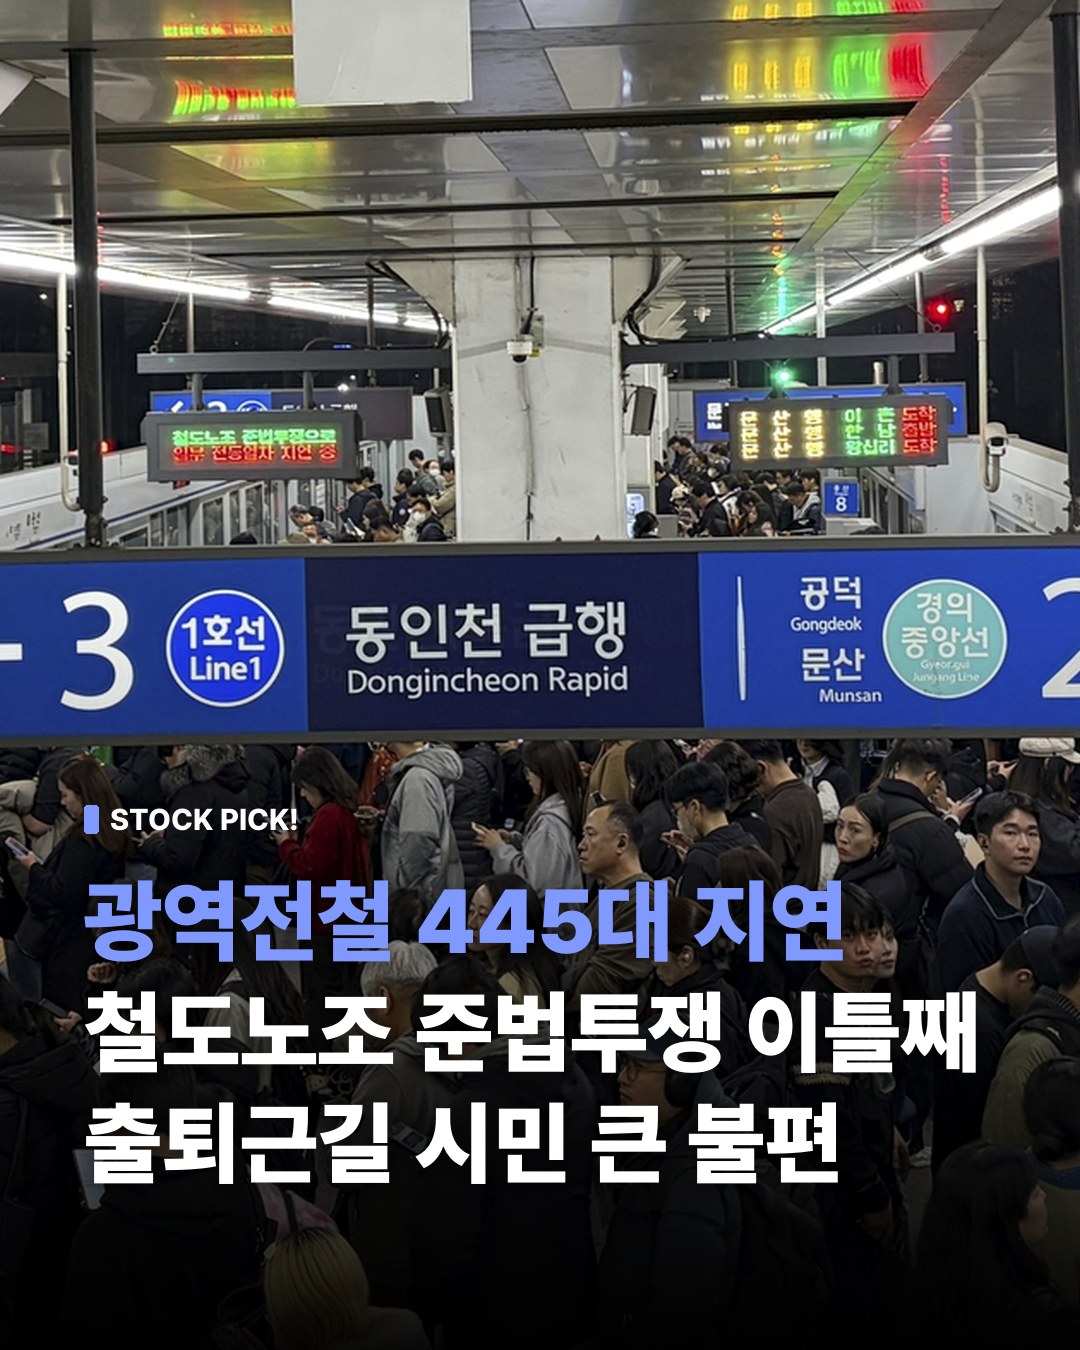 철도노조 준법투쟁으로
일부 전동열차 지연 중
문산행 이촌 도착
문산행 한남 출발
문산행 왕십리 도착
8
3
1호선
Line1
동인천 급행
Dongincheon Rapid
공덕
Gongdeok
문산
Munsan
경의
중앙선
Gyeongui
Jungang Line
2
STOCK PICK!
광역전철 445대 지연
철도노조 준법투쟁 이틀째
출퇴근길 시민 큰 불편